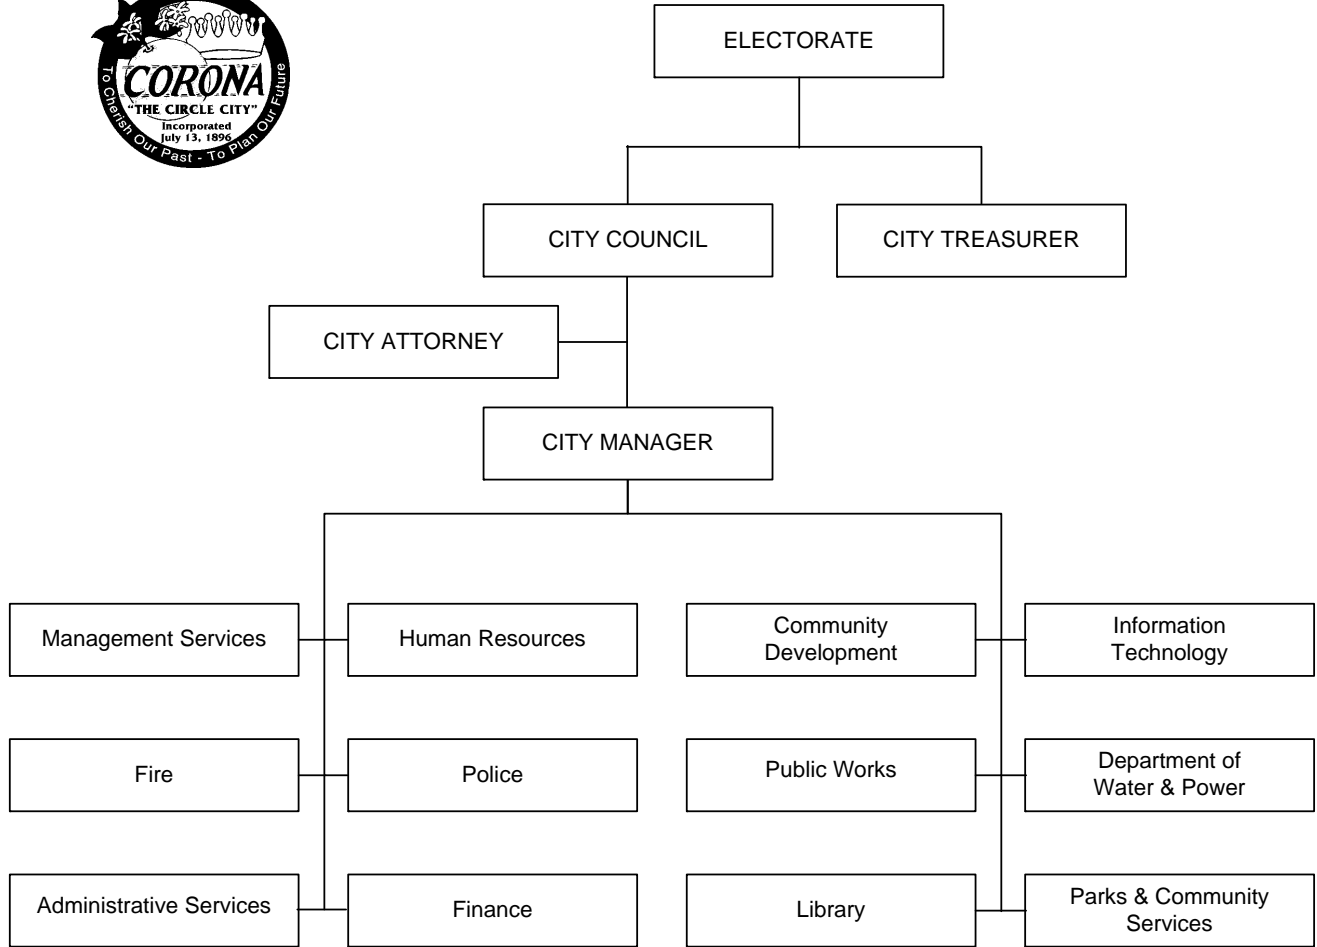 CORONA
"THE CIRCLE CITY"
Incorporated
July 13, 1896
To Cherish Our Past - To Plan Our Future
ELECTORATE
CITY COUNCIL
CITY TREASURER
CITY ATTORNEY
CITY MANAGER
Management Services
Human Resources
Community
Development
Information
Technology
Fire
Police
Public Works
Department of
Water & Power
Administrative Services
Finance
Library
Parks & Community
Services